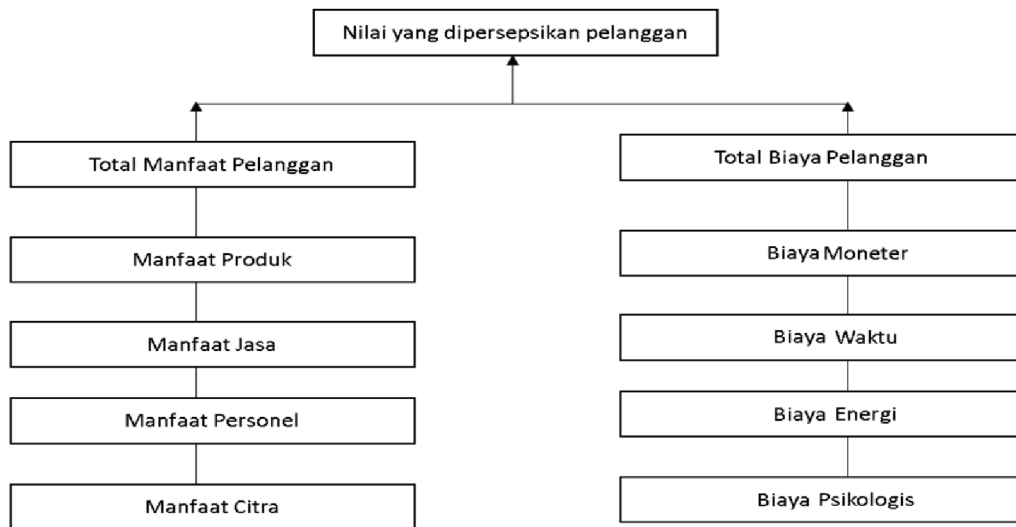 Nilai yang dipersepsikan pelanggan
Total Manfaat Pelanggan
Manfaat Produk
Manfaat Jasa
Manfaat Personel
Manfaat Citra
Total Biaya Pelanggan
Biaya Moneter
Biaya Waktu
Biaya Energi
Biaya Psikologis